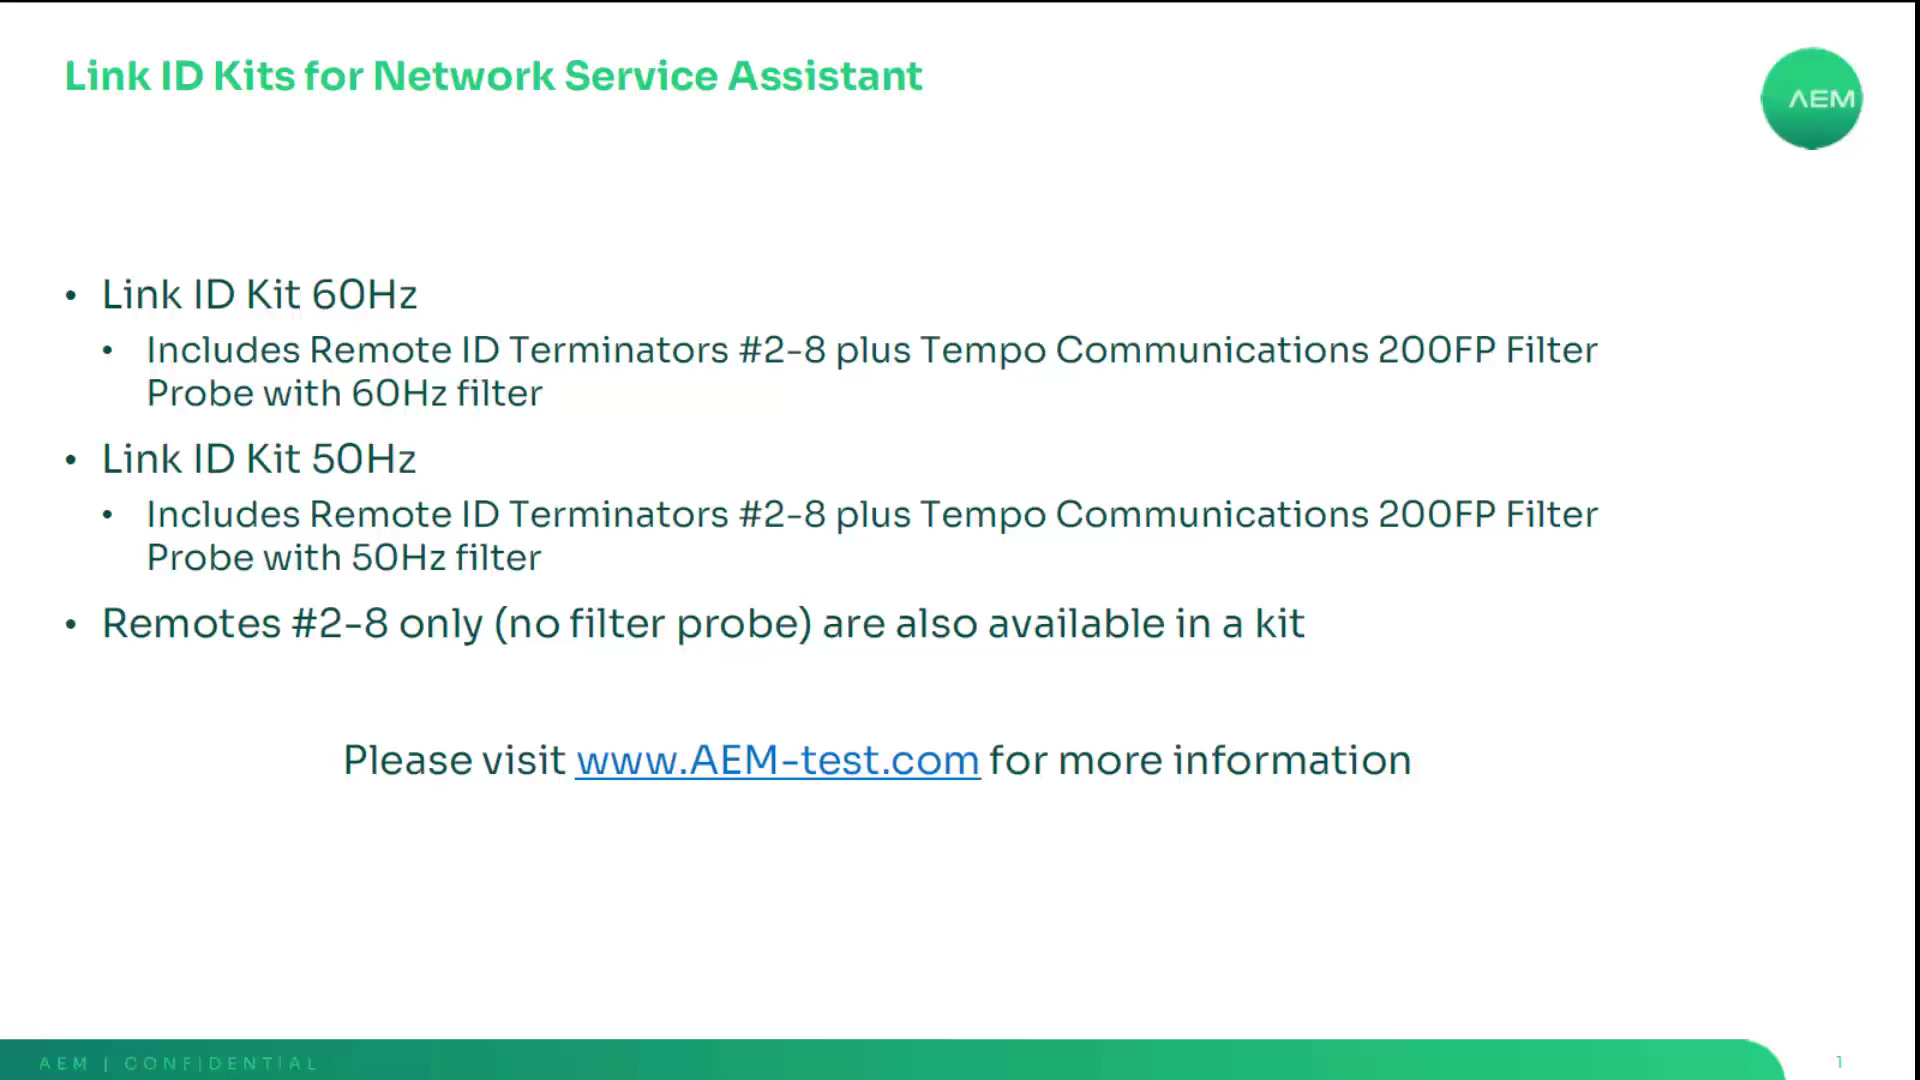 Link ID Kits for Network Service Assistant
AEM
• Link ID Kit 60Hz
• Includes Remote ID Terminators #2-8 plus Tempo Communications 200FP Filter
Probe with 60Hz filter
• Link ID Kit 50Hz
• Includes Remote ID Terminators #2-8 plus Tempo Communications 200FP Filter
Probe with 50Hz filter
• Remotes #2-8 only (no filter probe) are also available in a kit
Please visit www.AEM-test.com for more information
AEM | CONFIDENTIAL
1